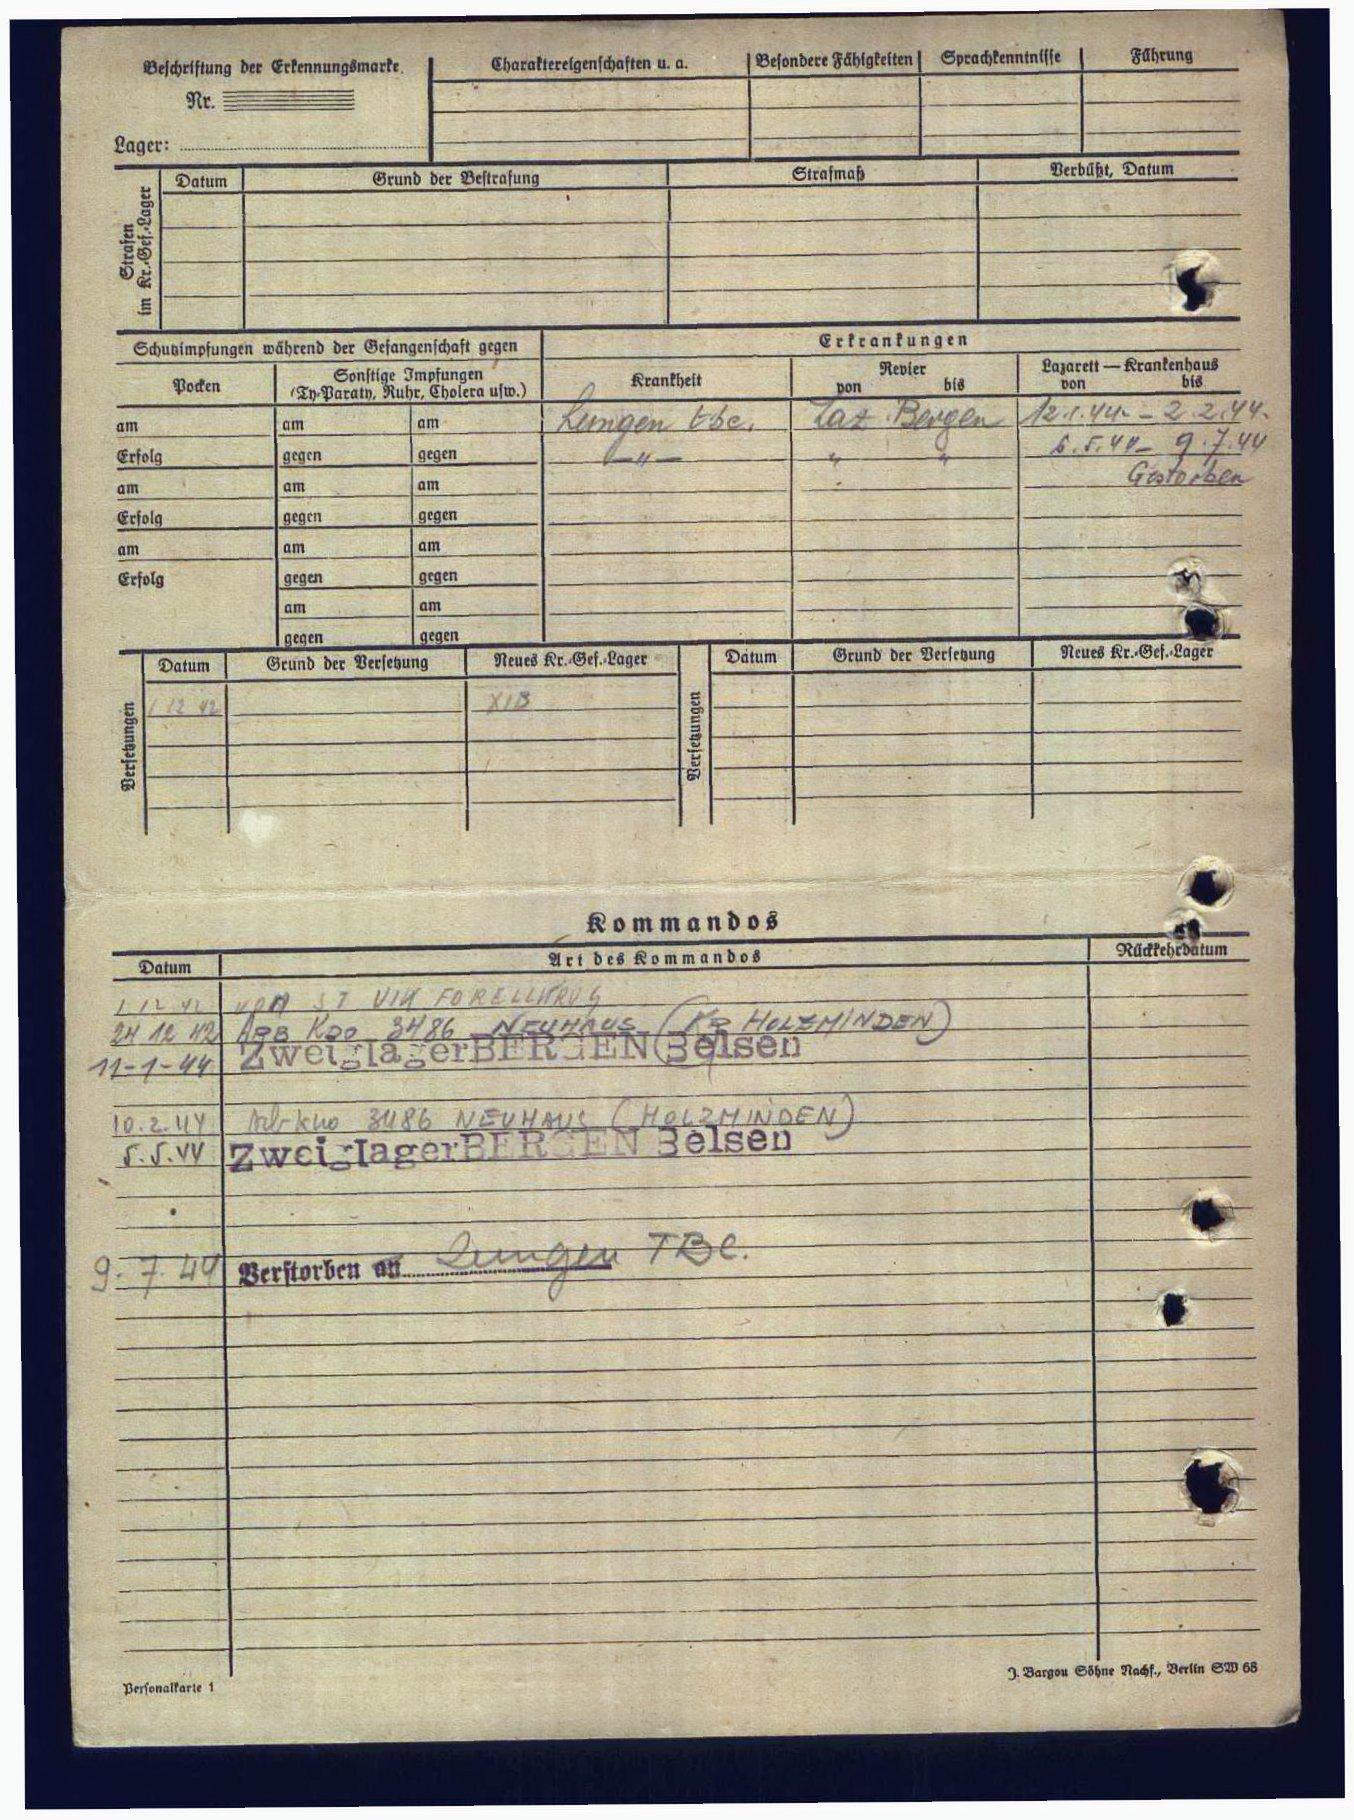 Beschriftung der Erkennungsmarke
Nr.
Lager:
Charaktereigenschaften u. a.
Besondere Fähigkeiten
Sprachkenntnisse
Führung
Strafen
im Kr.-Gef.-Lager
Datum
Grund der Bestrafung
Strafmaß
Verbüßt, Datum
Schutzimpfungen während der Gefangenschaft gegen
Erkrankungen
Pocken
Sonstige Impfungen
(Ty-Paraty, Ruhr, Cholera usw.)
Krankheit
Revier
von bis
Lazarett — Krankenhaus
von bis
am am am Lungen tbc. Laz. Bergen 12.1.44 - 2.2.44.
Erfolg gegen gegen —"— " " 6.5.44 - 9.7.44
am am am Gestorben
Erfolg gegen gegen
am am am
Erfolg gegen gegen
am am
gegen gegen
Versetzungen
Datum Grund der Versetzung Neues Kr.-Gef.-Lager
1 12 42 XIB
Versetzungen
Datum Grund der Versetzung Neues Kr.-Gef.-Lager
Kommandos
Datum Art des Kommandos Rückkehrdatum
1 12 42 ST VIK FORELLKRUG
24 12 42 ARB KDO 3486 NEUHAUS (KR HOLZMINDEN)
11-1-44 Zweiglager BERGEN (Belsen
10.2.44 Arb kdo 3486 NEUHAUS (HOLZMINDEN)
5.5.44 Zweiglager BERGEN Belsen
9.7.44 Verstorben an Lungen TBC.
Personalkarte 1
J. Bargou Söhne Nachf., Berlin SW 68